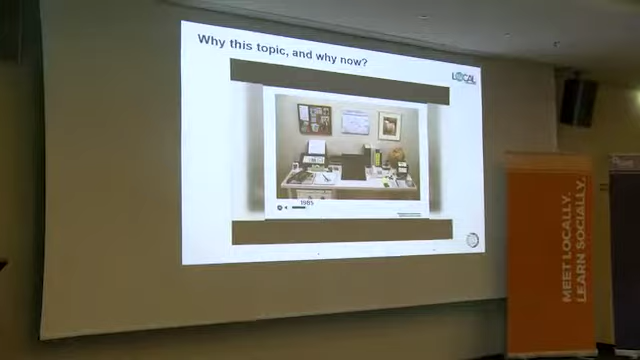 Why this topic, and why now?
LOCAL
1985
MEET LOCALLY.
LEARN SOCIALLY.